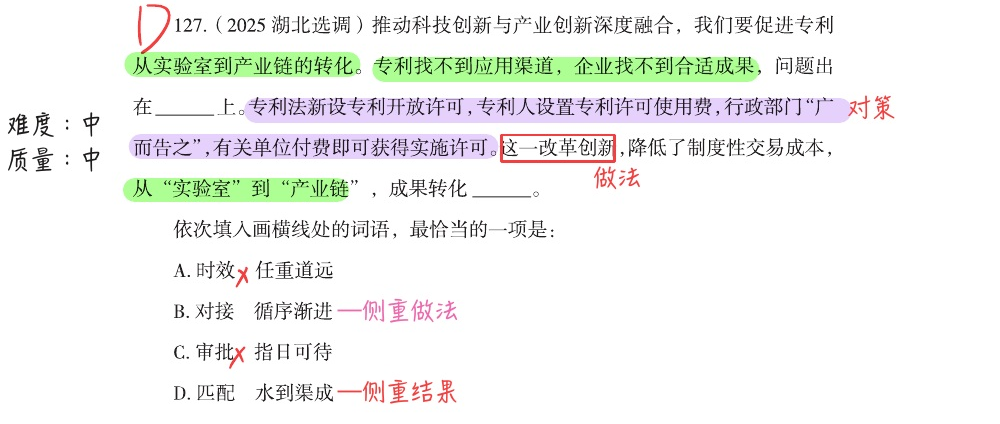 D 127.（2025 湖北选调）推动科技创新与产业创新深度融合，我们要促进专利
从实验室到产业链的转化。专利找不到应用渠道，企业找不到合适成果，问题出
在______上。专利法新设专利开放许可，专利人设置专利许可使用费，行政部门“广 对策
难度：中
而告之”，有关单位付费即可获得实施许可。这一改革创新，降低了制度性交易成本，
质量：中
做法
从“实验室”到“产业链”，成果转化______。
依次填入画横线处的词语，最恰当的一项是：
A. 时效 任重道远
B. 对接 循序渐进 —侧重做法
C. 审批 指日可待
D. 匹配 水到渠成 —侧重结果